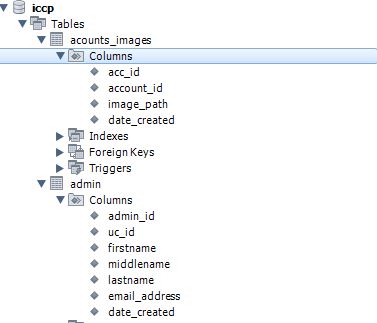 iccp
Tables
acounts_images
Columns
acc_id
account_id
image_path
date_created
Indexes
Foreign Keys
Triggers
admin
Columns
admin_id
uc_id
firstname
middlename
lastname
email_address
date_created